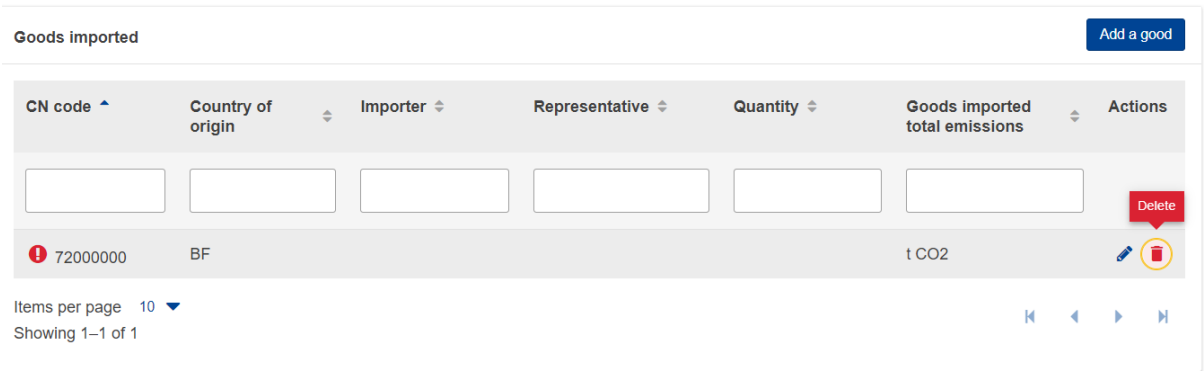 Goods imported
Add a good
CN code
Country of
origin
Importer
Representative
Quantity
Goods imported
total emissions
Actions
Delete
72000000
BF
t CO2
Items per page 10
Showing 1–1 of 1